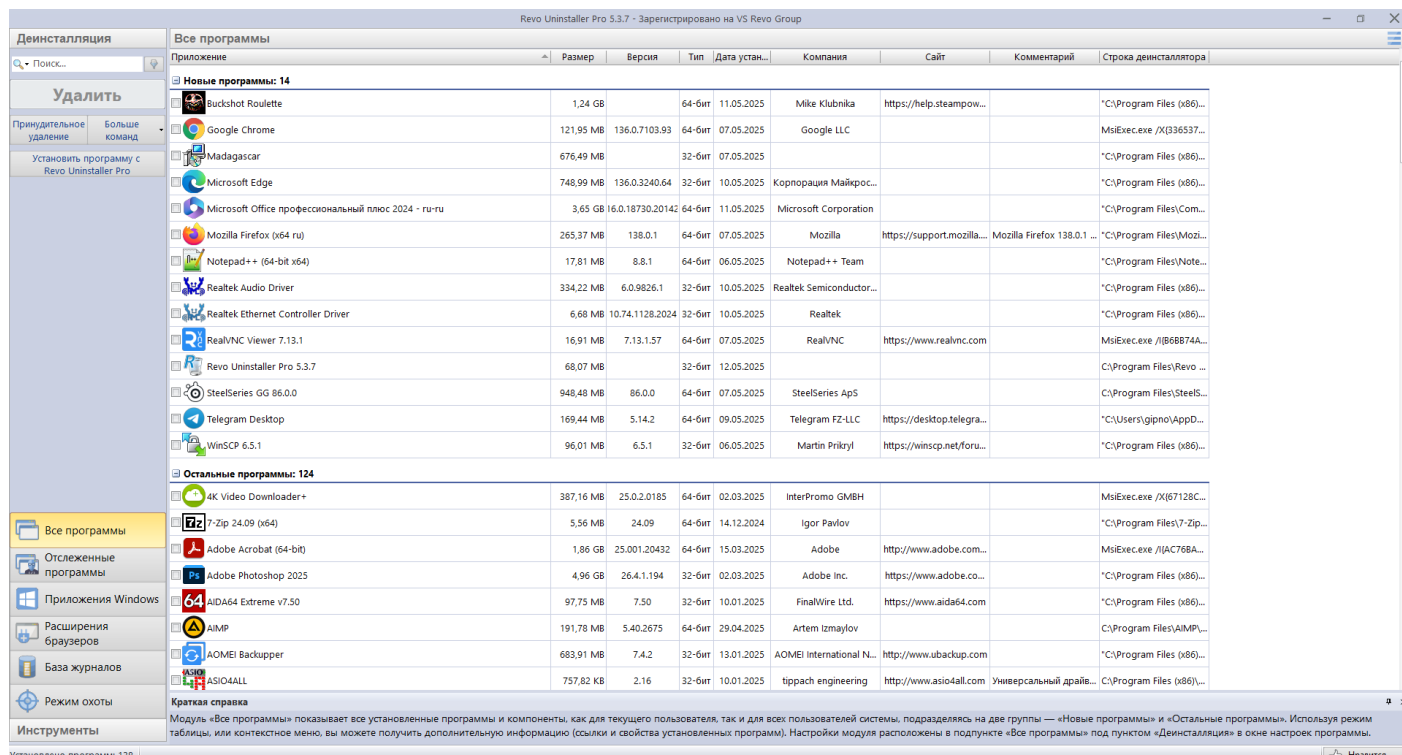 Revo Uninstaller Pro 5.3.7 - Зарегистрировано на VS Revo Group
Деинсталляция
Все программы
Поиск...
Удалить
Принудительное удаление
Больше команд
Установить программу с
Revo Uninstaller Pro
Приложение Размер Версия Тип Дата устан... Компания Сайт Комментарий Строка деинсталлятора
Новые программы: 14
Buckshot Roulette 1,24 GB 64-бит 11.05.2025 Mike Klubnika https://help.steampow... "C:\Program Files (x86)...
Google Chrome 121,95 MB 136.0.7103.93 64-бит 07.05.2025 Google LLC MsiExec.exe /X{336537...
Madagascar 676,49 MB 32-бит 07.05.2025 "C:\Program Files (x86)...
Microsoft Edge 748,99 MB 136.0.3240.64 32-бит 10.05.2025 Корпорация Майкрос... "C:\Program Files (x86)...
Microsoft Office профессиональный плюс 2024 - ru-ru 3,65 GB 16.0.18730.20142 64-бит 11.05.2025 Microsoft Corporation "C:\Program Files\Com...
Mozilla Firefox (x64 ru) 265,37 MB 138.0.1 64-бит 07.05.2025 Mozilla https://support.mozilla.... Mozilla Firefox 138.0.1 ... "C:\Program Files\Mozi...
Notepad++ (64-bit x64) 17,81 MB 8.8.1 64-бит 06.05.2025 Notepad++ Team "C:\Program Files\Note...
Realtek Audio Driver 334,22 MB 6.0.9826.1 32-бит 10.05.2025 Realtek Semiconductor... "C:\Program Files (x86)...
Realtek Ethernet Controller Driver 6,68 MB 10.74.1128.2024 32-бит 10.05.2025 Realtek "C:\Program Files (x86)...
RealVNC Viewer 7.13.1 16,91 MB 7.13.1.57 64-бит 07.05.2025 RealVNC https://www.realvnc.com MsiExec.exe /I{B6BB74A...
Revo Uninstaller Pro 5.3.7 68,07 MB 32-бит 12.05.2025 C:\Program Files\Revo ...
SteelSeries GG 86.0.0 948,48 MB 86.0.0 64-бит 07.05.2025 SteelSeries ApS C:\Program Files\SteelS...
Telegram Desktop 169,44 MB 5.14.2 64-бит 09.05.2025 Telegram FZ-LLC https://desktop.telegra... "C:\Users\gipno\AppD...
WinSCP 6.5.1 96,01 MB 6.5.1 32-бит 06.05.2025 Martin Prikryl https://winscp.net/foru... "C:\Program Files (x86)...
Остальные программы: 124
4K Video Downloader+ 387,16 MB 25.0.2.0185 64-бит 02.03.2025 InterPromo GMBH MsiExec.exe /X{67128C...
7-Zip 24.09 (x64) 5,56 MB 24.09 64-бит 14.12.2024 Igor Pavlov "C:\Program Files\7-Zip...
Adobe Acrobat (64-bit) 1,86 GB 25.001.20432 64-бит 15.03.2025 Adobe http://www.adobe.com... MsiExec.exe /I{AC76BA...
Adobe Photoshop 2025 4,96 GB 26.4.1.194 32-бит 02.03.2025 Adobe Inc. https://www.adobe.co... "C:\Program Files (x86)...
AIDA64 Extreme v7.50 97,75 MB 7.50 32-бит 10.01.2025 FinalWire Ltd. https://www.aida64.com "C:\Program Files (x86)...
AIMP 191,78 MB 5.40.2675 64-бит 29.04.2025 Artem Izmaylov C:\Program Files\AIMP\...
AOMEI Backupper 683,91 MB 7.4.2 32-бит 13.01.2025 AOMEI International N... http://www.ubackup.com "C:\Program Files (x86)...
ASIO4ALL 757,82 KB 2.16 32-бит 10.01.2025 tippach engineering http://www.asio4all.com Универсальный драйв... C:\Program Files (x86)\...
Все программы
Отслеженные
программы
Приложения Windows
Расширения
браузеров
База журналов
Режим охоты
Инструменты
Краткая справка
Модуль «Все программы» показывает все установленные программы и компоненты, как для текущего пользователя, так и для всех пользователей системы, подразделяясь на две группы — «Новые программы» и «Остальные программы». Используя режим
таблицы, или контекстное меню, вы можете получить дополнительную информацию (ссылки и свойства установленных программ). Настройки модуля расположены в подпункте «Все программы» под пунктом «Деинсталляция» в окне настроек программы.
Установлено программ: 138
Нравится